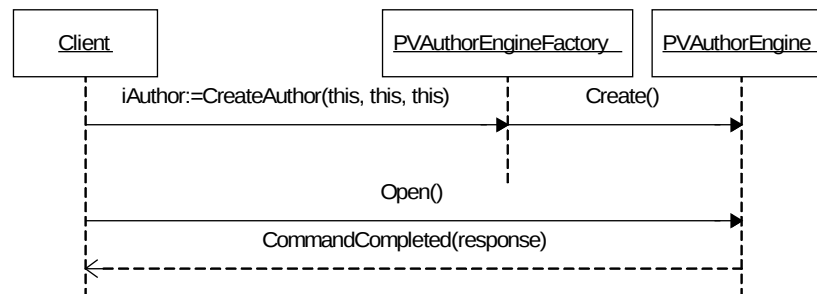 Client
PVAuthorEngineFactory
PVAuthorEngine
iAuthor:=CreateAuthor(this, this, this)
Create()
Open()
CommandCompleted(response)